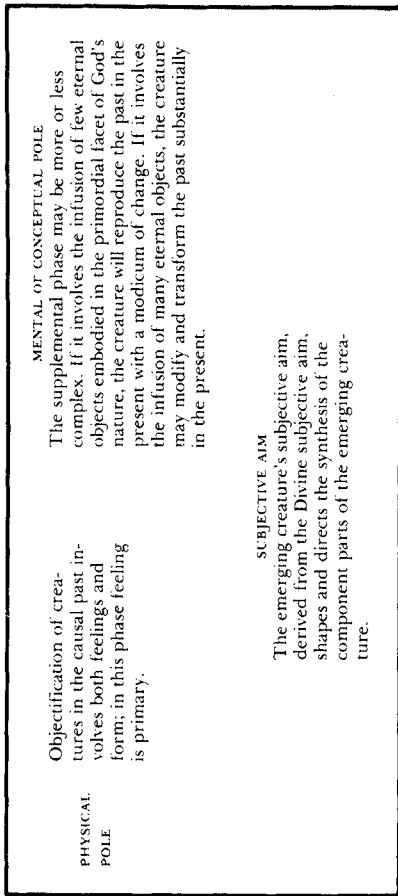 PHYSICAL
POLE
Objectification of crea-
tures in the causal past in-
volves both feelings and
form; in this phase feeling
is primary.
MENTAL OR CONCEPTUAL POLE
The supplemental phase may be more or less
complex. If it involves the infusion of few eternal
objects embodied in the primordial facet of God's
nature, the creature will reproduce the past in the
present with a modicum of change. If it involves
the infusion of many eternal objects, the creature
may modify and transform the past substantially
in the present.
SUBJECTIVE AIM
The emerging creature's subjective aim,
derived from the Divine subjective aim,
shapes and directs the synthesis of the
component parts of the emerging crea-
ture.